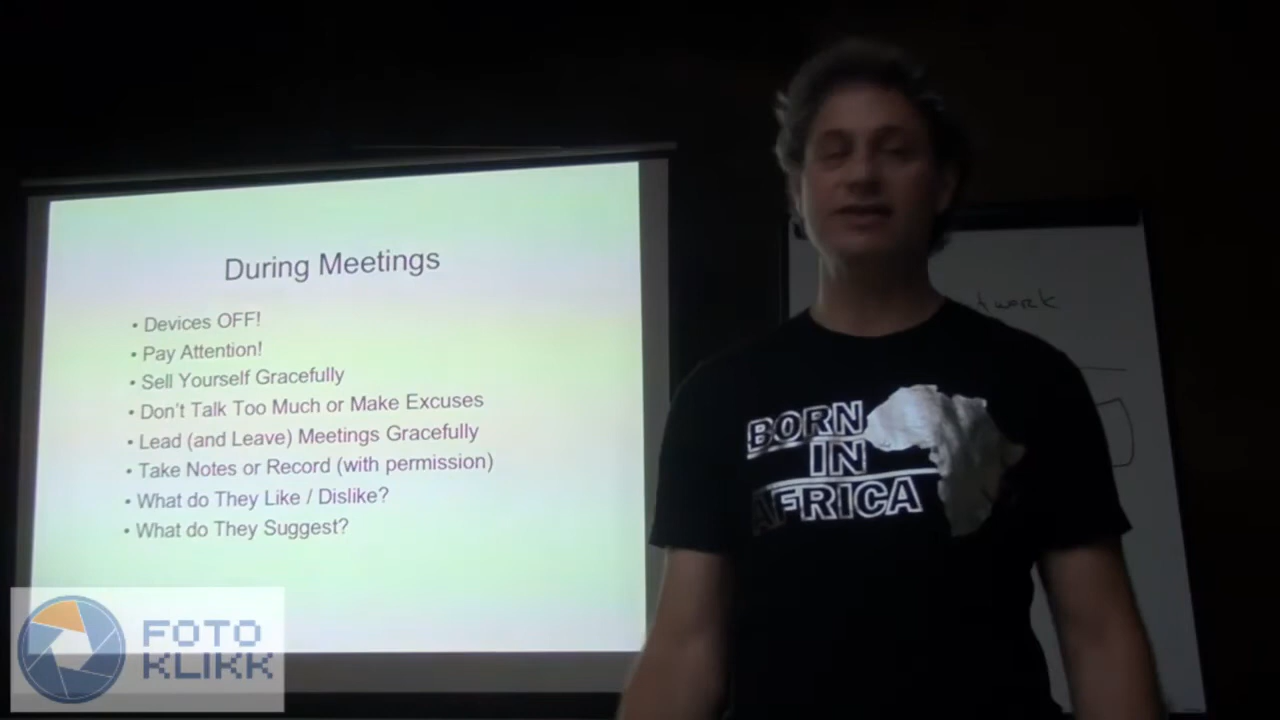 During Meetings
• Devices OFF!
• Pay Attention!
• Sell Yourself Gracefully
• Don't Talk Too Much or Make Excuses
• Lead (and Leave) Meetings Gracefully
• Take Notes or Record (with permission)
• What do They Like / Dislike?
• What do They Suggest?
work
BORN
IN
AFRICA
FOTO
KLIKK